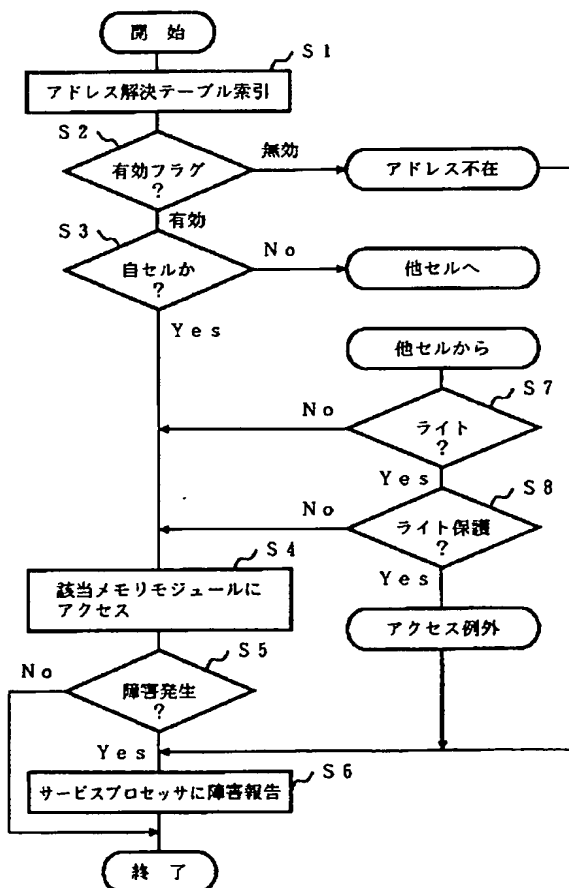 開 始
S1
アドレス解決テーブル索引
S2
有効フラグ
?
無効
アドレス不在
有効
S3
自セルか
?
No
他セルへ
Yes
他セルから
S7
No
ライト
?
Yes
S8
No
ライト保護
?
S4
Yes
該当メモリモジュールに
アクセス
アクセス例外
S5
No
障害発生
?
Yes
S6
サービスプロセッサに障害報告
終 了